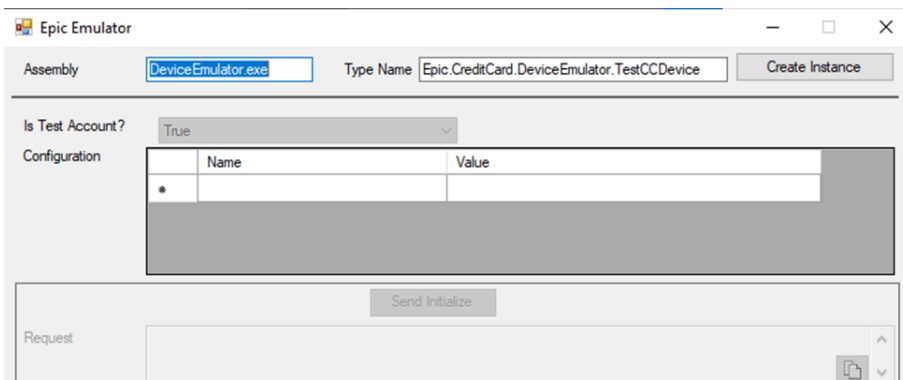 Epic Emulator
Assembly DeviceEmulator.exe Type Name Epic.CreditCard.DeviceEmulator.TestCCDevice Create Instance
Is Test Account? True
Configuration Name Value
*
Send Initialize
Request